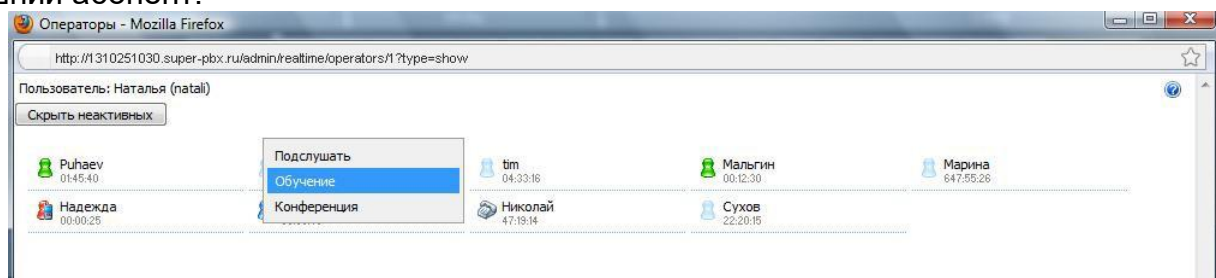 Операторы - Mozilla Firefox
http://1310251030.super-pbx.ru/admin/realtime/operators/1?type=show
Пользователь: Наталья (natali)
Скрыть неактивных
Puhaev
01:45:40
Подслушать
Обучение
Конференция
tim
04:33:16
Мальгин
00:12:30
Марина
647:55:26
Надежда
00:00:25
Николай
47:19:14
Сухов
22:20:15